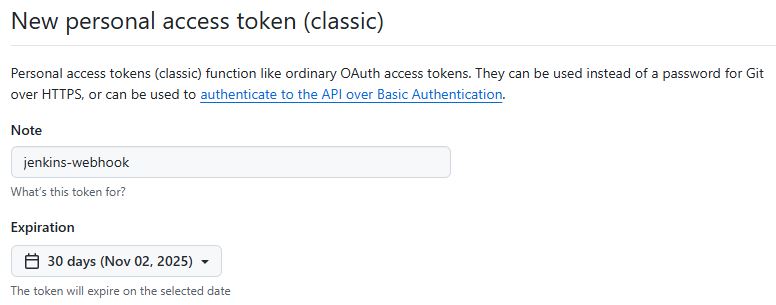 New personal access token (classic)
Personal access tokens (classic) function like ordinary OAuth access tokens. They can be used instead of a password for Git
over HTTPS, or can be used to authenticate to the API over Basic Authentication.
Note
jenkins-webhook
What's this token for?
Expiration
30 days (Nov 02, 2025)
The token will expire on the selected date